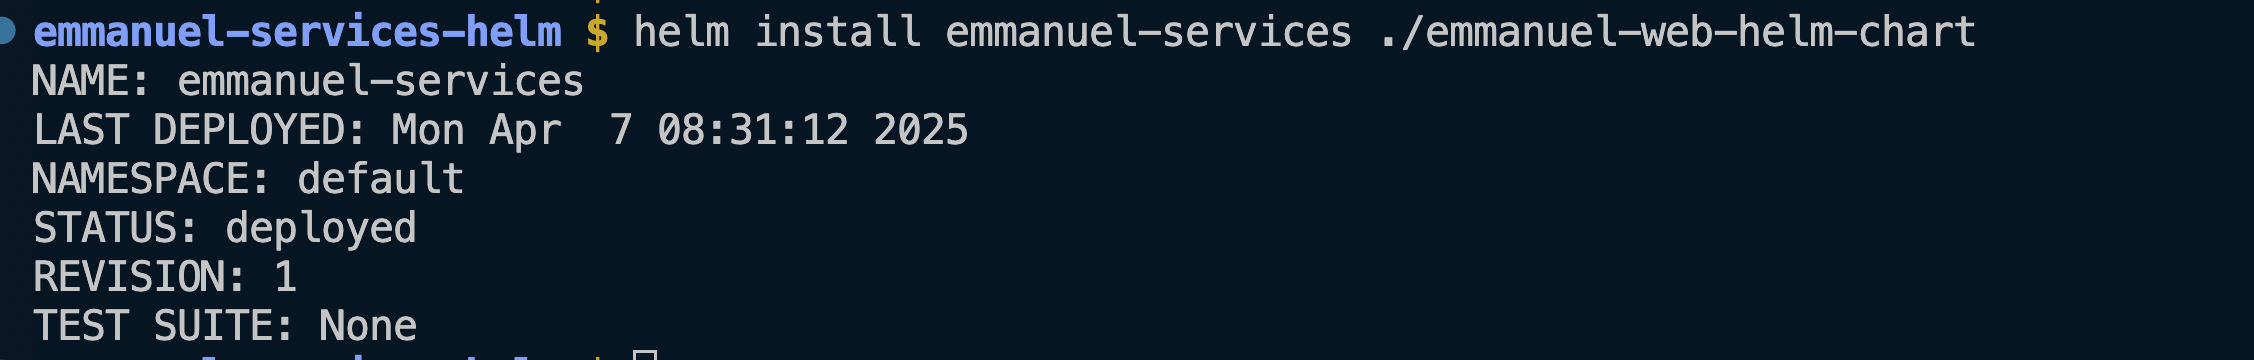 emmanuel-services-helm $ helm install emmanuel-services ./emmanuel-web-helm-chart
NAME: emmanuel-services
LAST DEPLOYED: Mon Apr  7 08:31:12 2025
NAMESPACE: default
STATUS: deployed
REVISION: 1
TEST SUITE: None